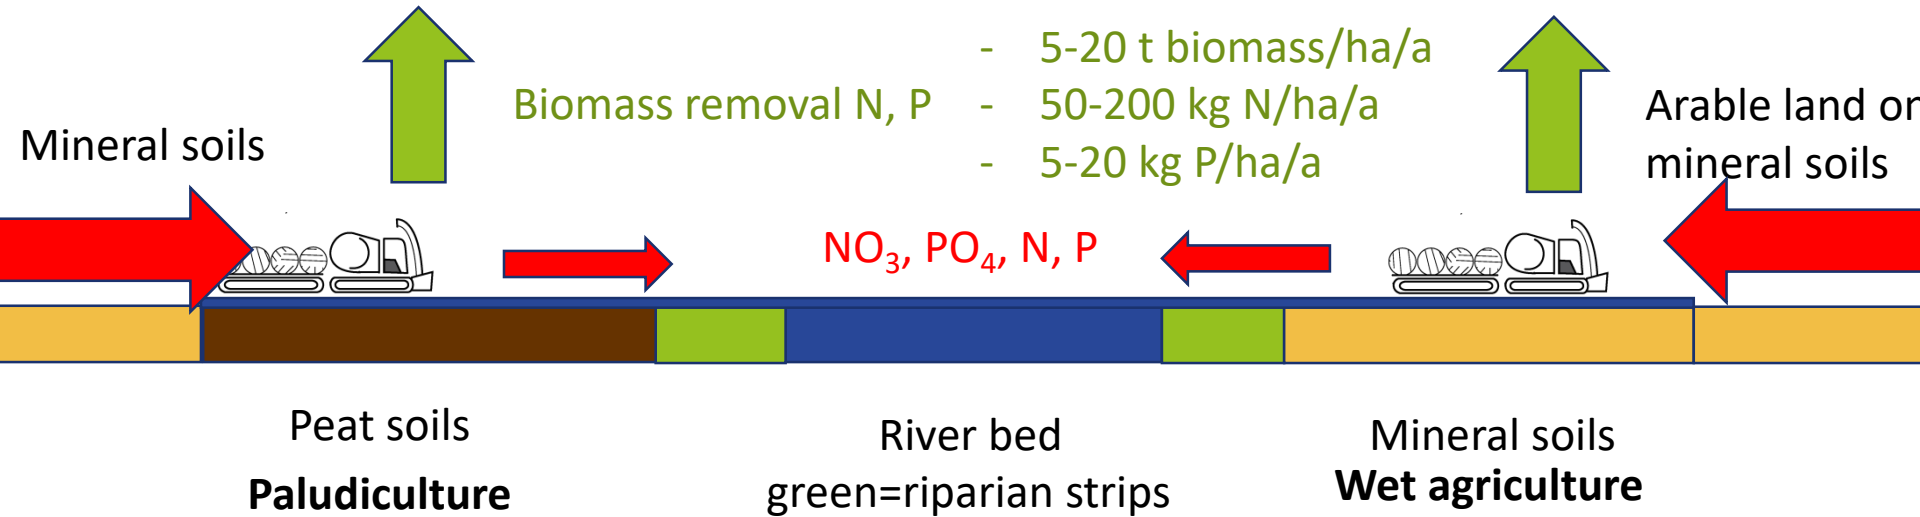 - 5-20 t biomass/ha/a
Biomass removal N, P - 50-200 kg N/ha/a
- 5-20 kg P/ha/a
Mineral soils
Arable land on
mineral soils
NO₃, PO₄, N, P
Peat soils
Paludiculture
River bed
green=riparian strips
Mineral soils
Wet agriculture